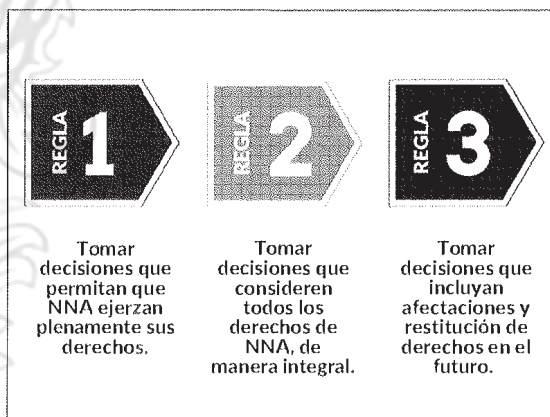 REGLA 1
Tomar
decisiones que
permitan que
NNA ejerzan
plenamente sus
derechos.
REGLA 2
Tomar
decisiones que
consideren
todos los
derechos de
NNA, de
manera integral.
REGLA 3
Tomar
decisiones que
incluyan
afectaciones y
restitución de
derechos en el
futuro.